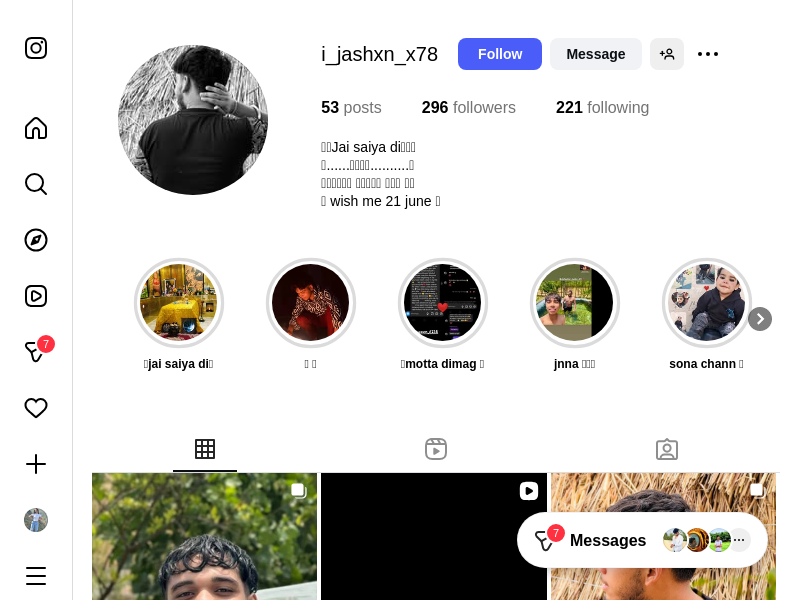 i_jashxn_x78
Follow
Message
53 posts
296 followers
221 following
Jai saiya di
......
..........
wish me 21 june
jai saiya di
motta dimag
jnna
sona chann
7
7
Messages